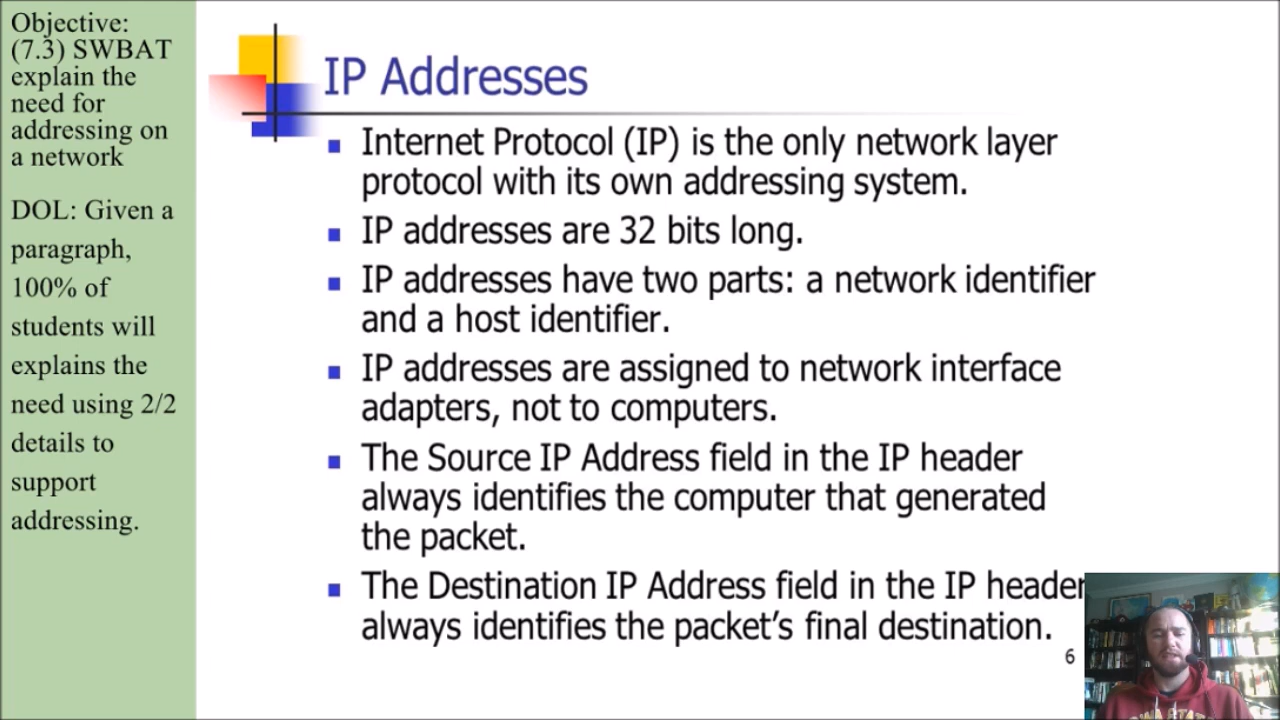 Objective:
(7.3) SWBAT
explain the
need for
addressing on
a network
DOL: Given a
paragraph,
100% of
students will
explains the
need using 2/2
details to
support
addressing.
IP Addresses
Internet Protocol (IP) is the only network layer
protocol with its own addressing system.
IP addresses are 32 bits long.
IP addresses have two parts: a network identifier
and a host identifier.
IP addresses are assigned to network interface
adapters, not to computers.
The Source IP Address field in the IP header
always identifies the computer that generated
the packet.
The Destination IP Address field in the IP header
always identifies the packet's final destination.
6